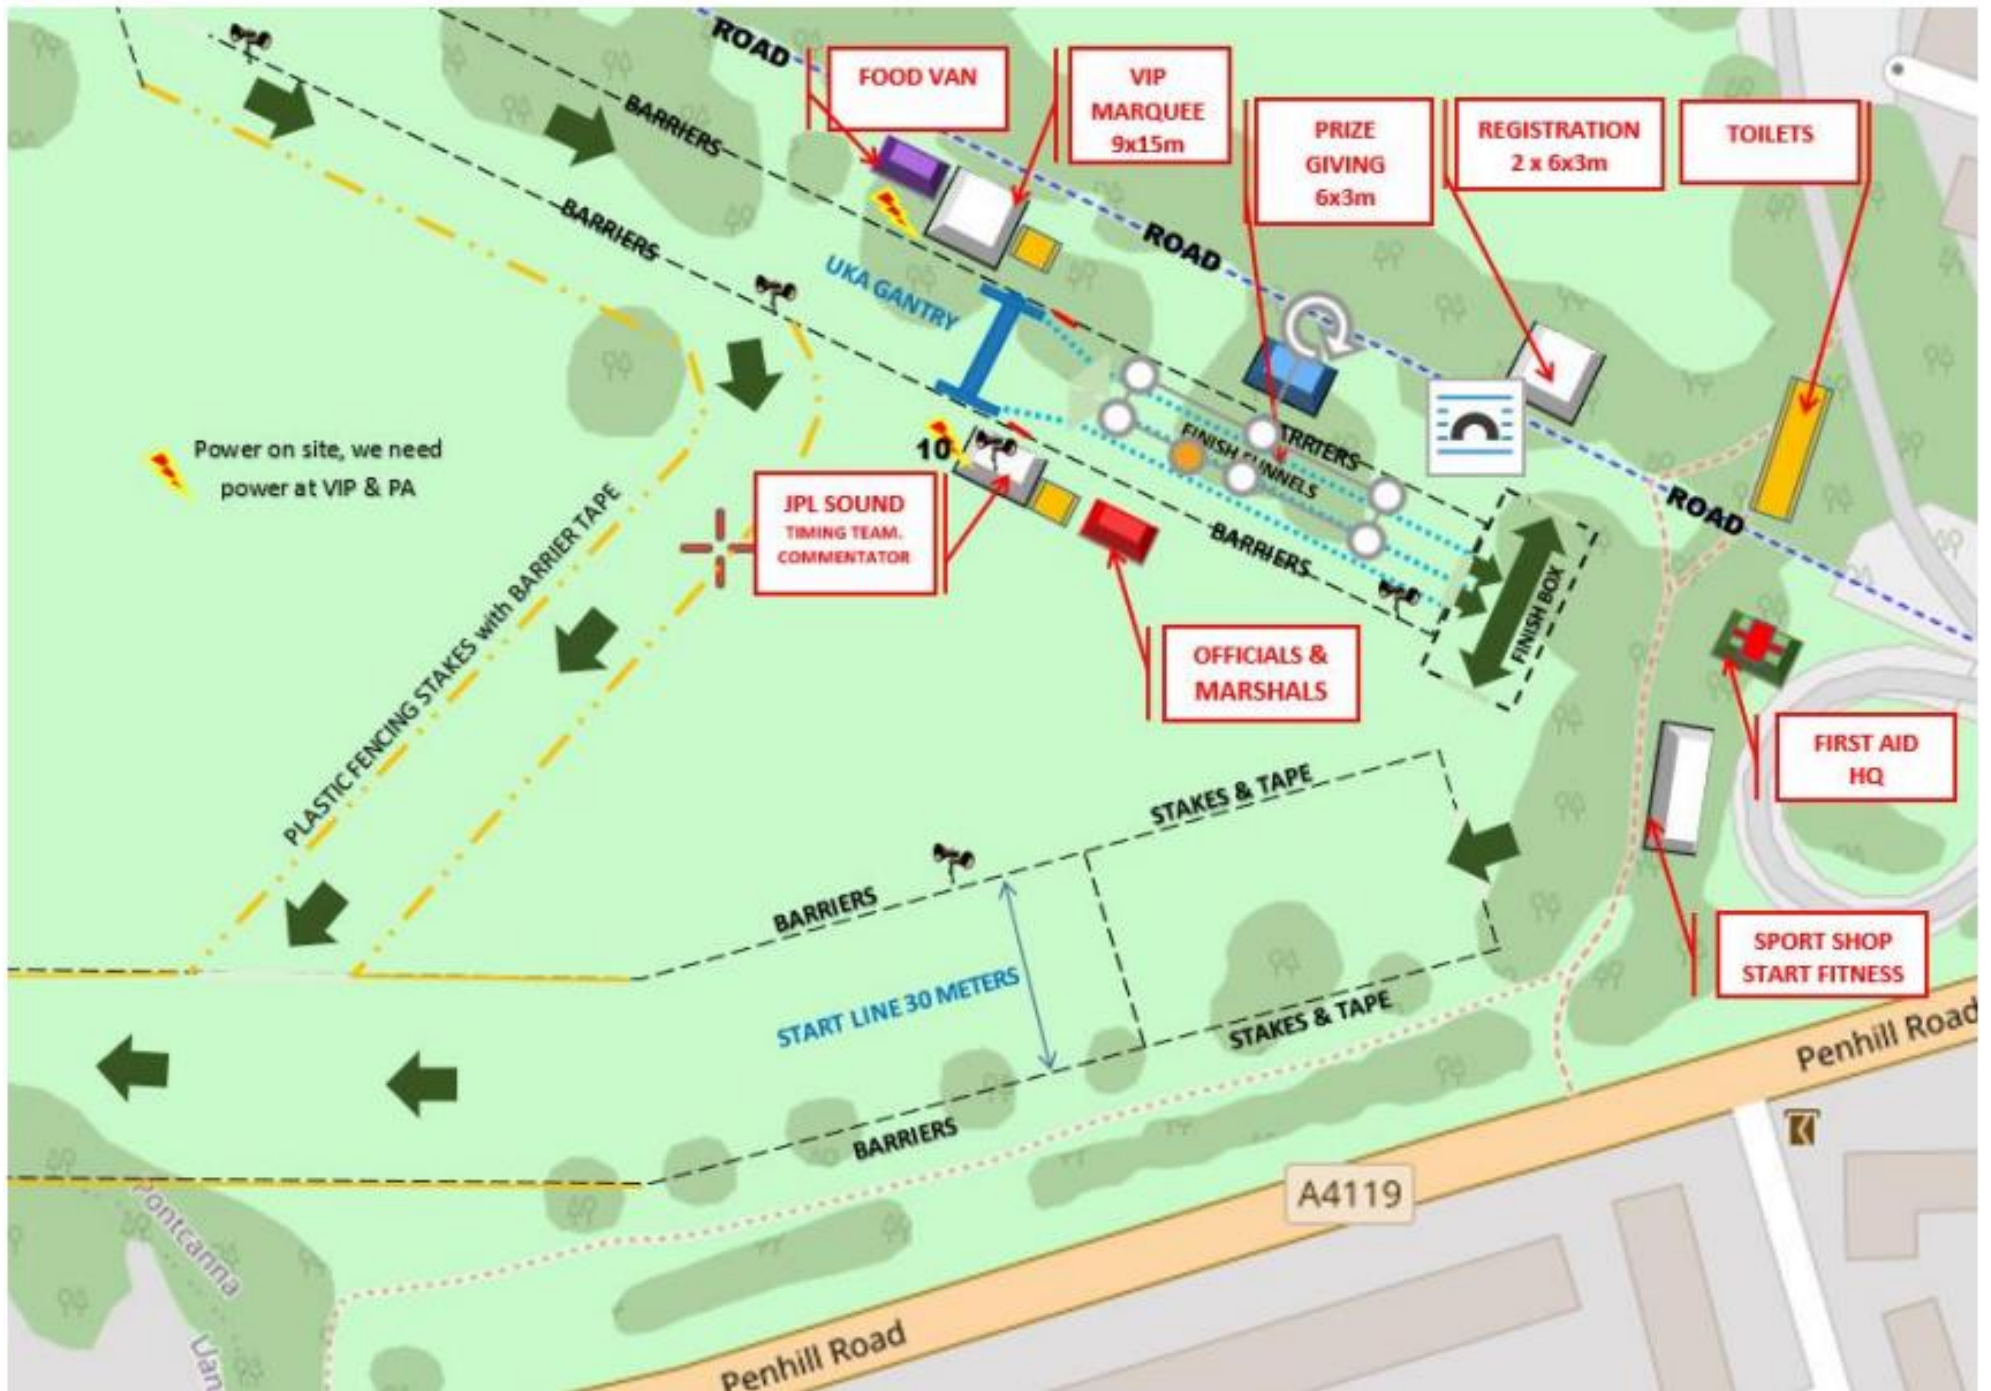 ROAD
FOOD VAN
VIP
MARQUEE
9x15m
PRIZE
GIVING
6x3m
REGISTRATION
2 x 6x3m
TOILETS
BARRIERS
BARRIERS
ROAD
UKA GANTRY
Power on site, we need
power at VIP & PA
10
FINISH FUNNELS
ROAD
JPL SOUND
TIMING TEAM.
COMMENTATOR
BARRIERS
FINISH BOX
PLASTIC FENCING STAKES with BARRIER TAPE
OFFICIALS &
MARSHALS
FIRST AID
HQ
STAKES & TAPE
BARRIERS
SPORT SHOP
START FITNESS
START LINE 30 METERS
STAKES & TAPE
Penhill Road
BARRIERS
A4119
Pontcanna
Llan
Penhill Road